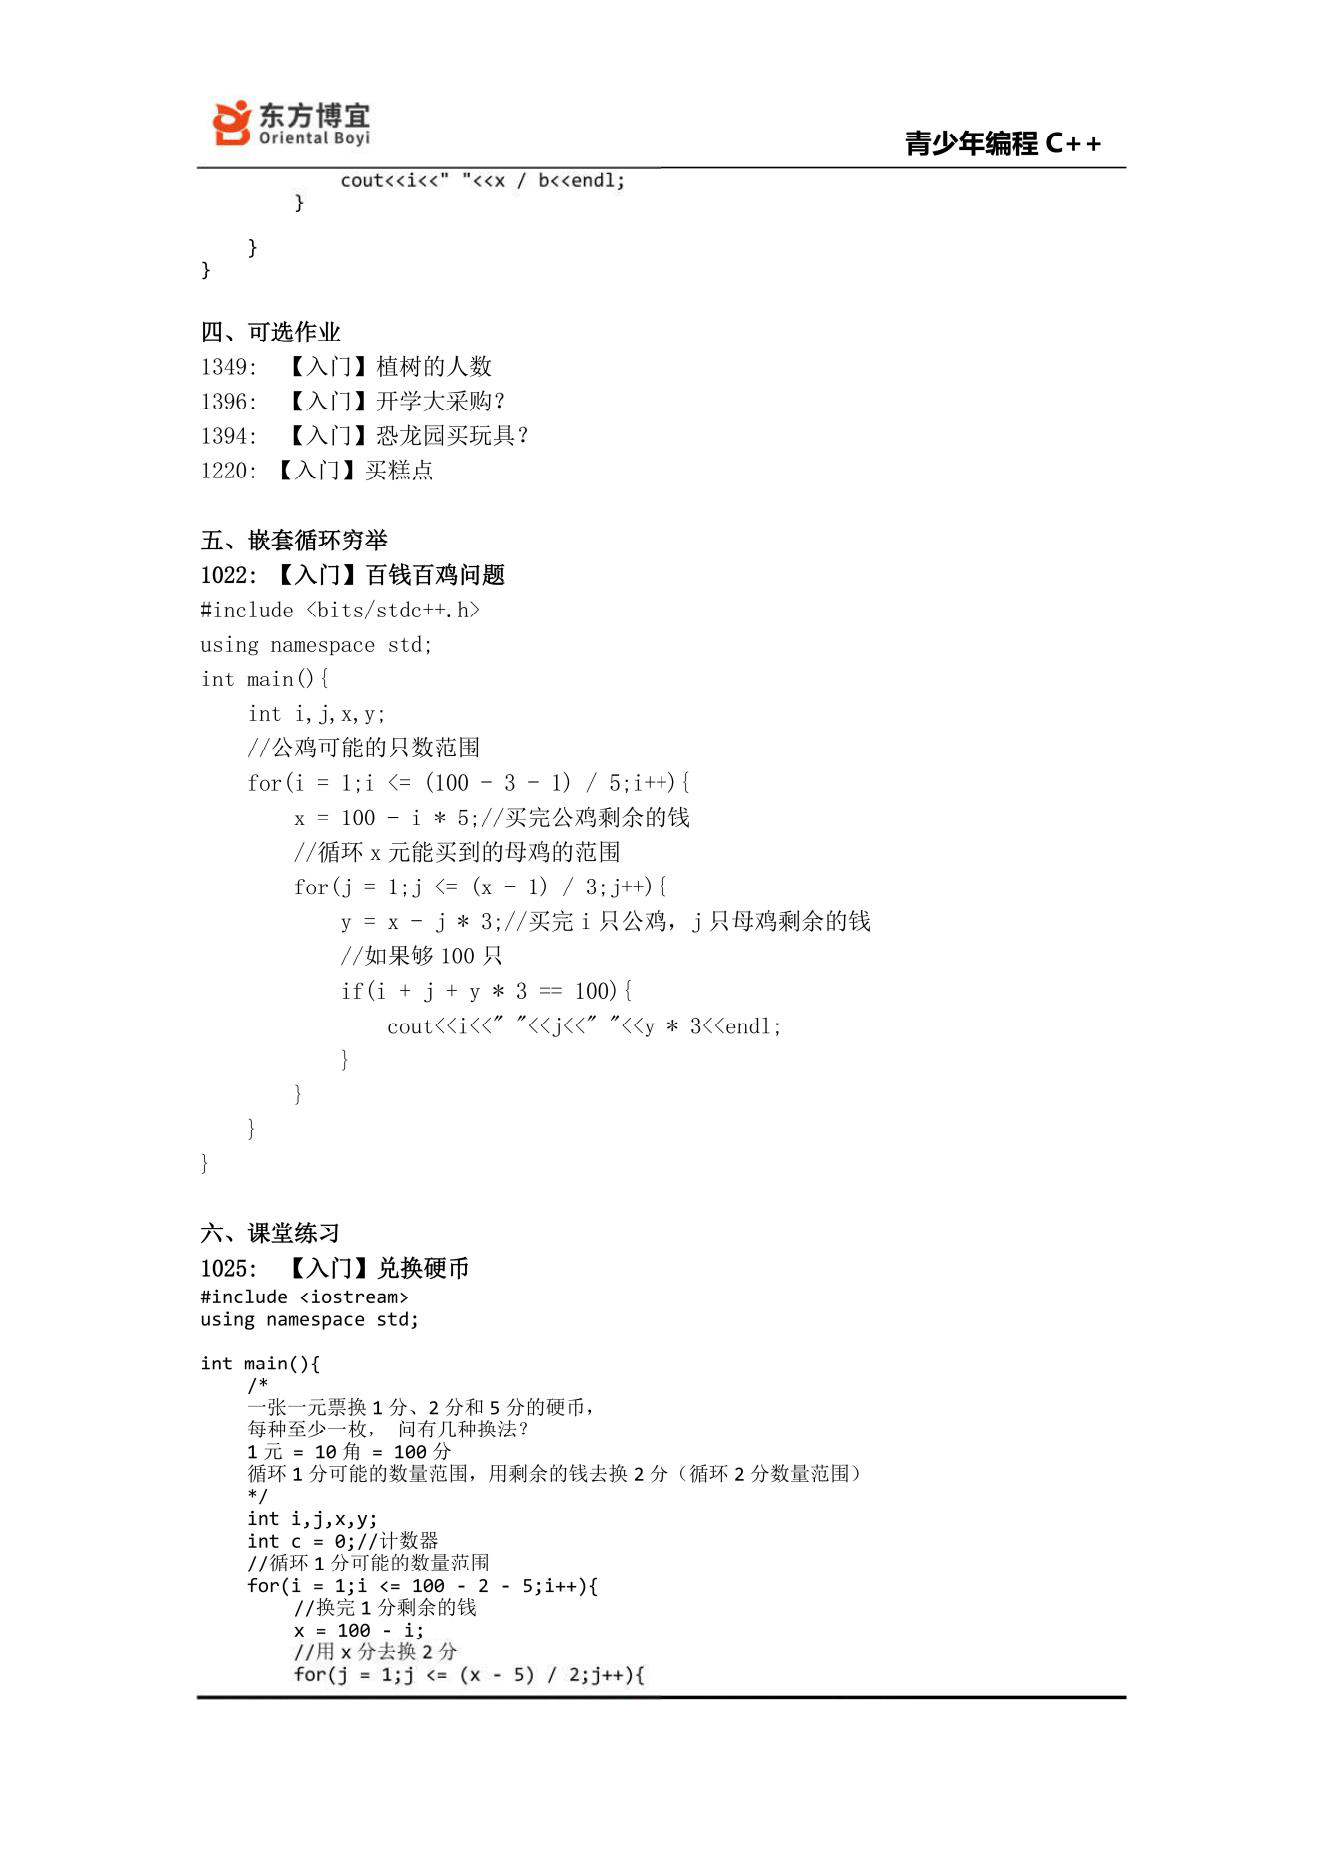 东方博宜
Oriental Boyi
青少年编程 C++
            cout<<i<<" "<<x / b<<endl;
        }
    }
}
四、可选作业
1349:  【入门】植树的人数
1396:  【入门】开学大采购？
1394:  【入门】恐龙园买玩具？
1220: 【入门】买糕点
五、嵌套循环穷举
1022: 【入门】百钱百鸡问题
#include <bits/stdc++.h>
using namespace std;
int main(){
    int i,j,x,y;
    //公鸡可能的只数范围
    for(i = 1;i <= (100 - 3 - 1) / 5;i++){
        x = 100 - i * 5;//买完公鸡剩余的钱
        //循环 x 元能买到的母鸡的范围
        for(j = 1;j <= (x - 1) / 3;j++){
            y = x - j * 3;//买完 i 只公鸡，j 只母鸡剩余的钱
            //如果够 100 只
            if(i + j + y * 3 == 100){
                cout<<i<<" "<<j<<" "<<y * 3<<endl;
            }
        }
    }
}
六、课堂练习
1025:  【入门】兑换硬币
#include <iostream>
using namespace std;
int main(){
    /*
    一张一元票换 1 分、2 分和 5 分的硬币，
    每种至少一枚， 问有几种换法？
    1 元 = 10 角 = 100 分
    循环 1 分可能的数量范围，用剩余的钱去换 2 分（循环 2 分数量范围）
    */
    int i,j,x,y;
    int c = 0;//计数器
    //循环 1 分可能的数量范围
    for(i = 1;i <= 100 - 2 - 5;i++){
        //换完 1 分剩余的钱
        x = 100 - i;
        //用 x 分去换 2 分
        for(j = 1;j <= (x - 5) / 2;j++){